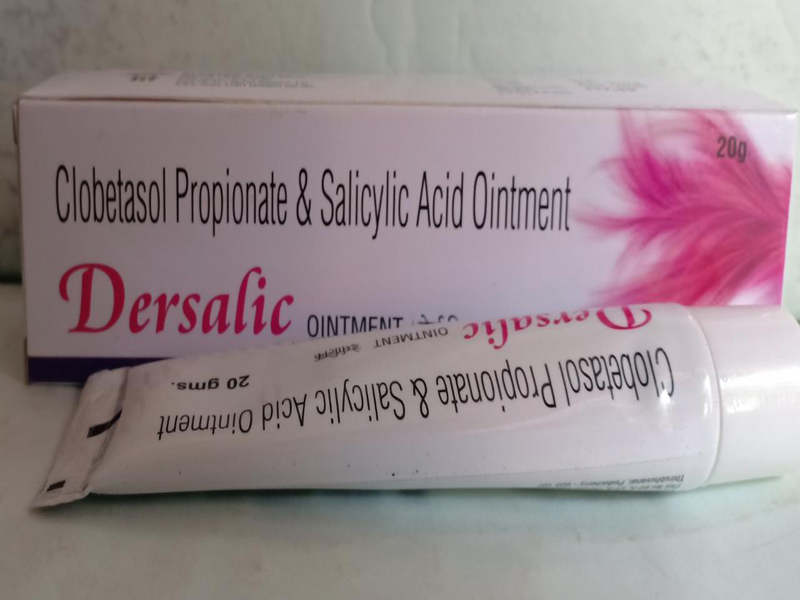 20g
Clobetasol Propionate & Salicylic Acid Ointment
Dersalic OINTMENT
Dersalic
OINTMENT
Clobetasol Propionate & Salicylic Acid Ointment
20 gms.